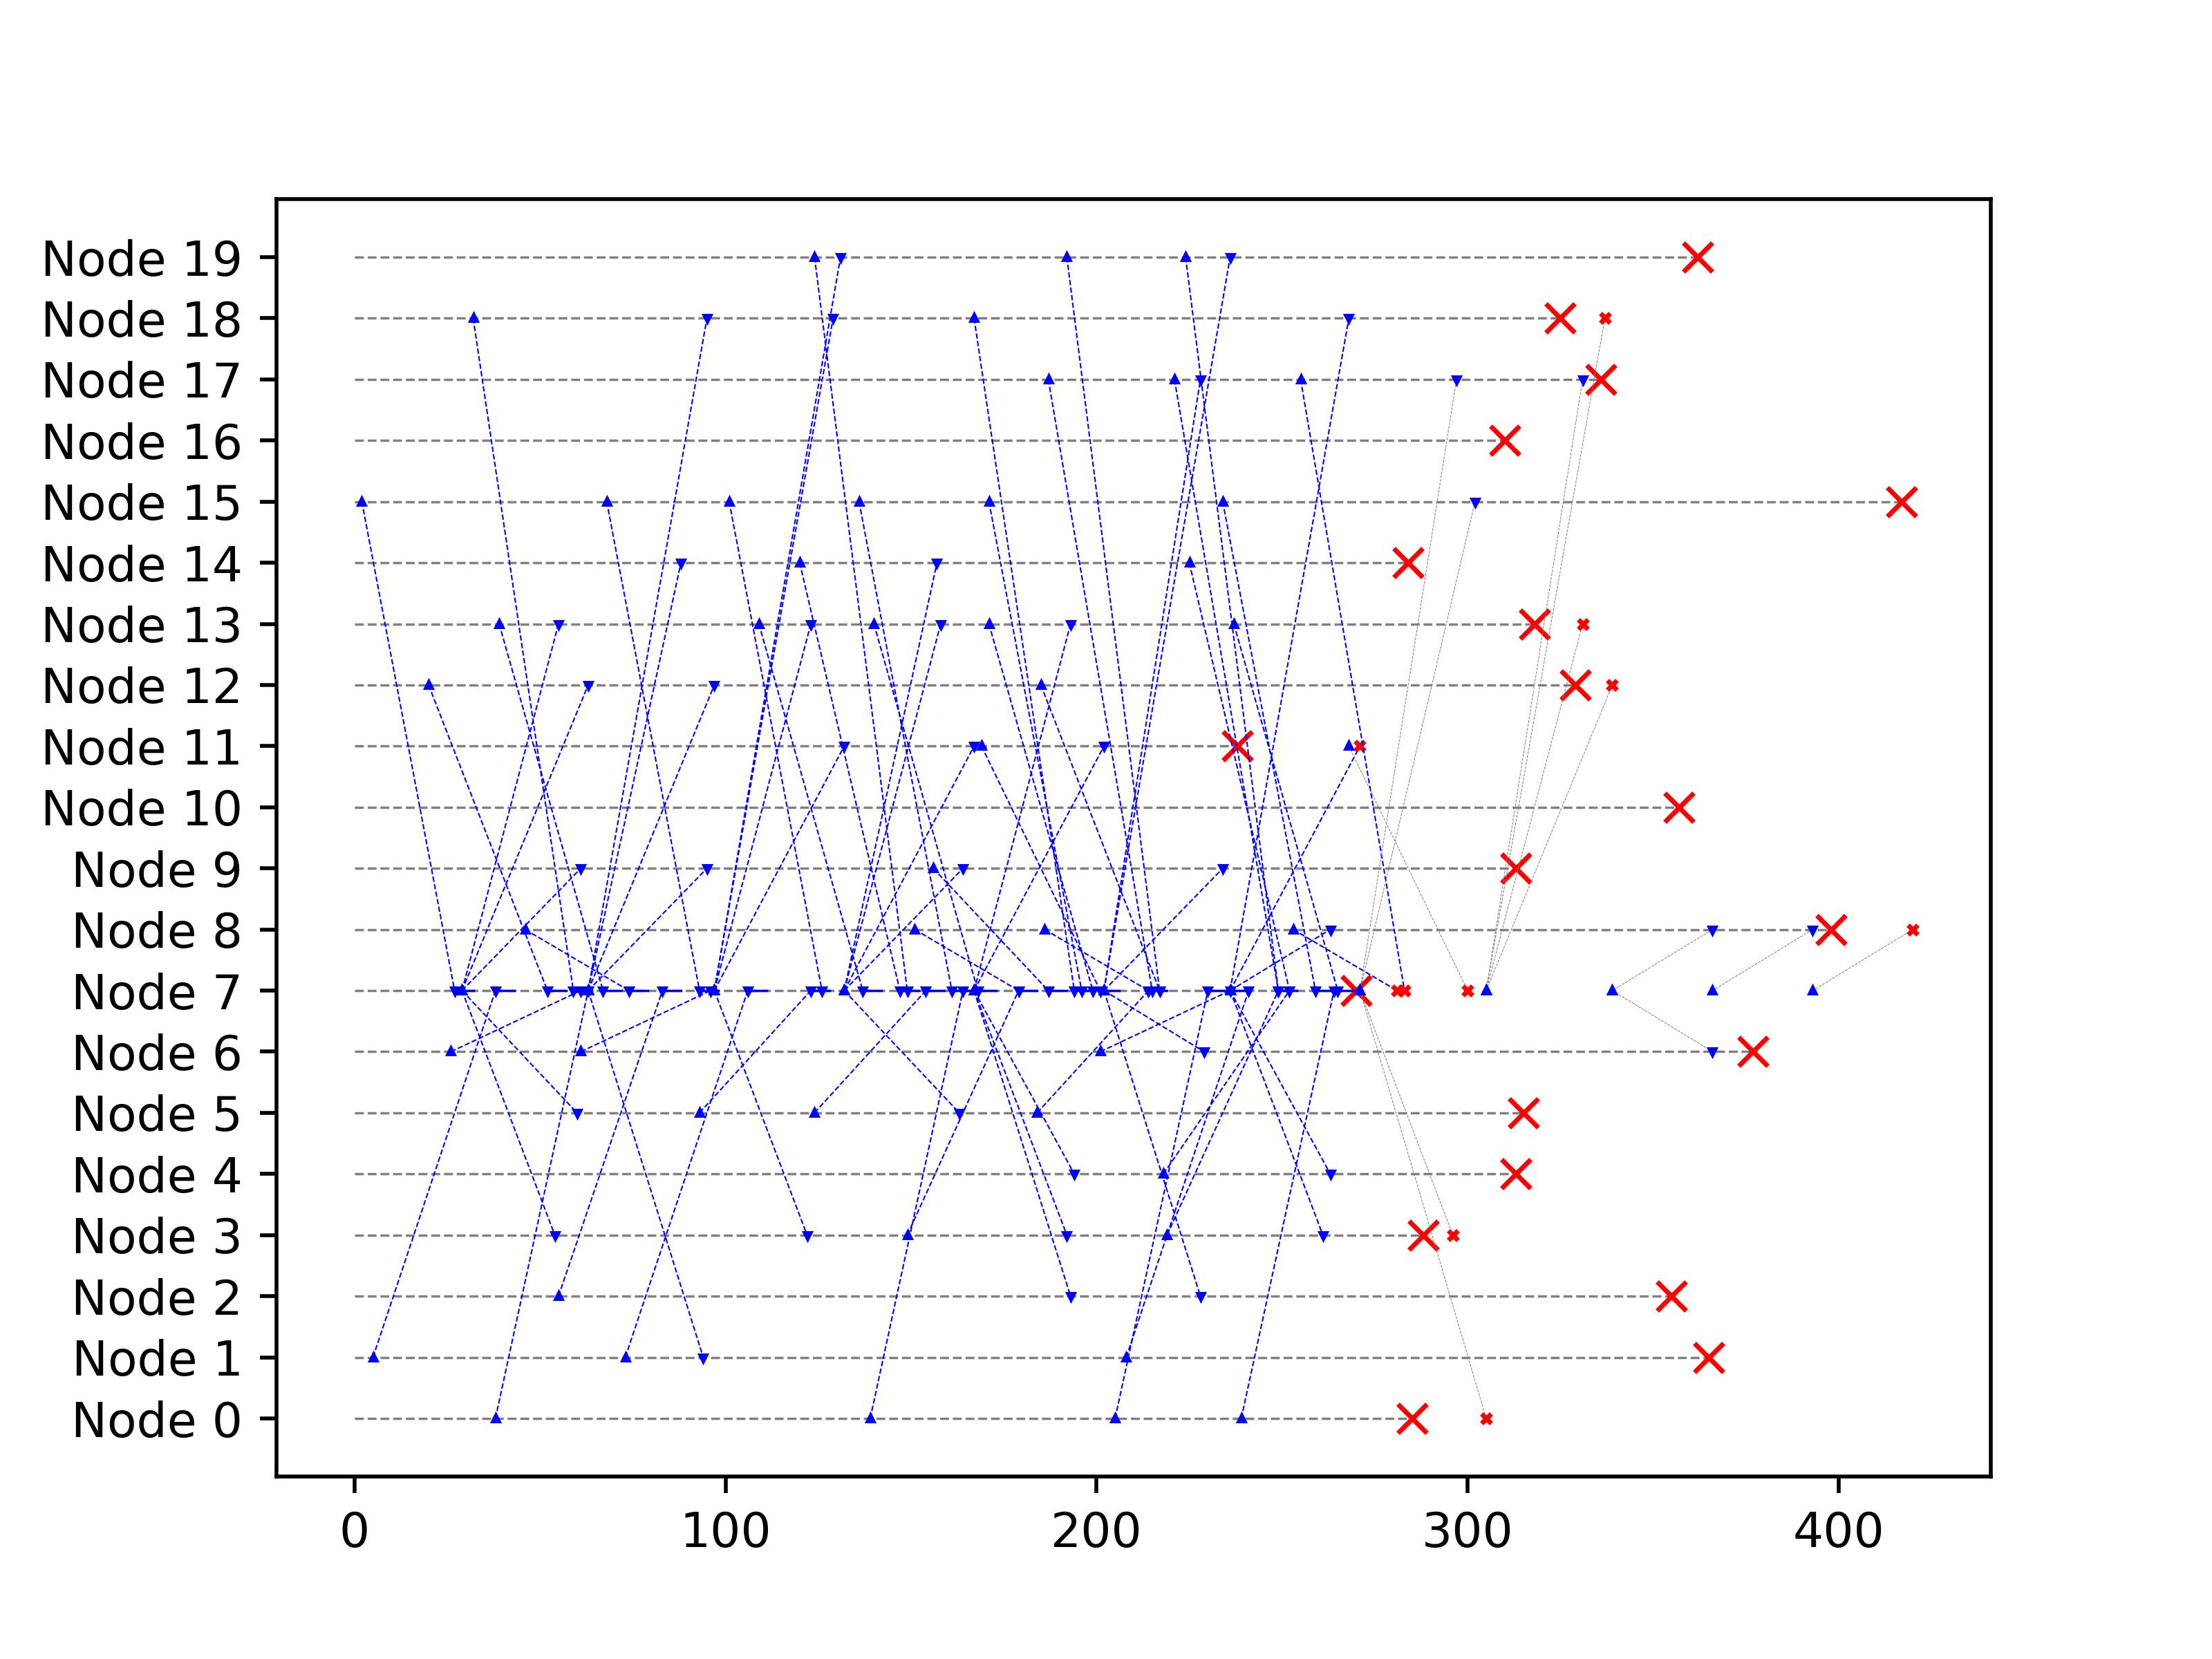 Node 19
Node 18
Node 17
Node 16
Node 15
Node 14
Node 13
Node 12
Node 11
Node 10
Node 9
Node 8
Node 7
Node 6
Node 5
Node 4
Node 3
Node 2
Node 1
Node 0
0 100 200 300 400